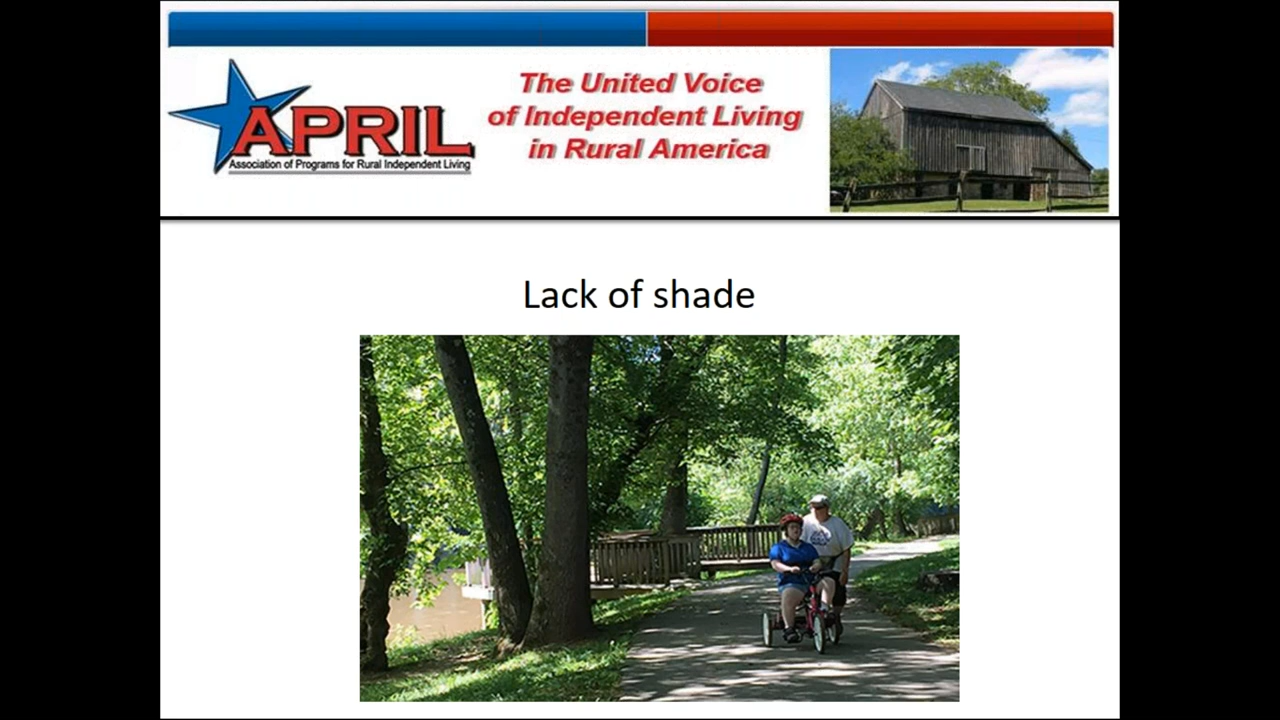 APRIL
Association of Programs for Rural Independent Living
The United Voice
of Independent Living
in Rural America
Lack of shade